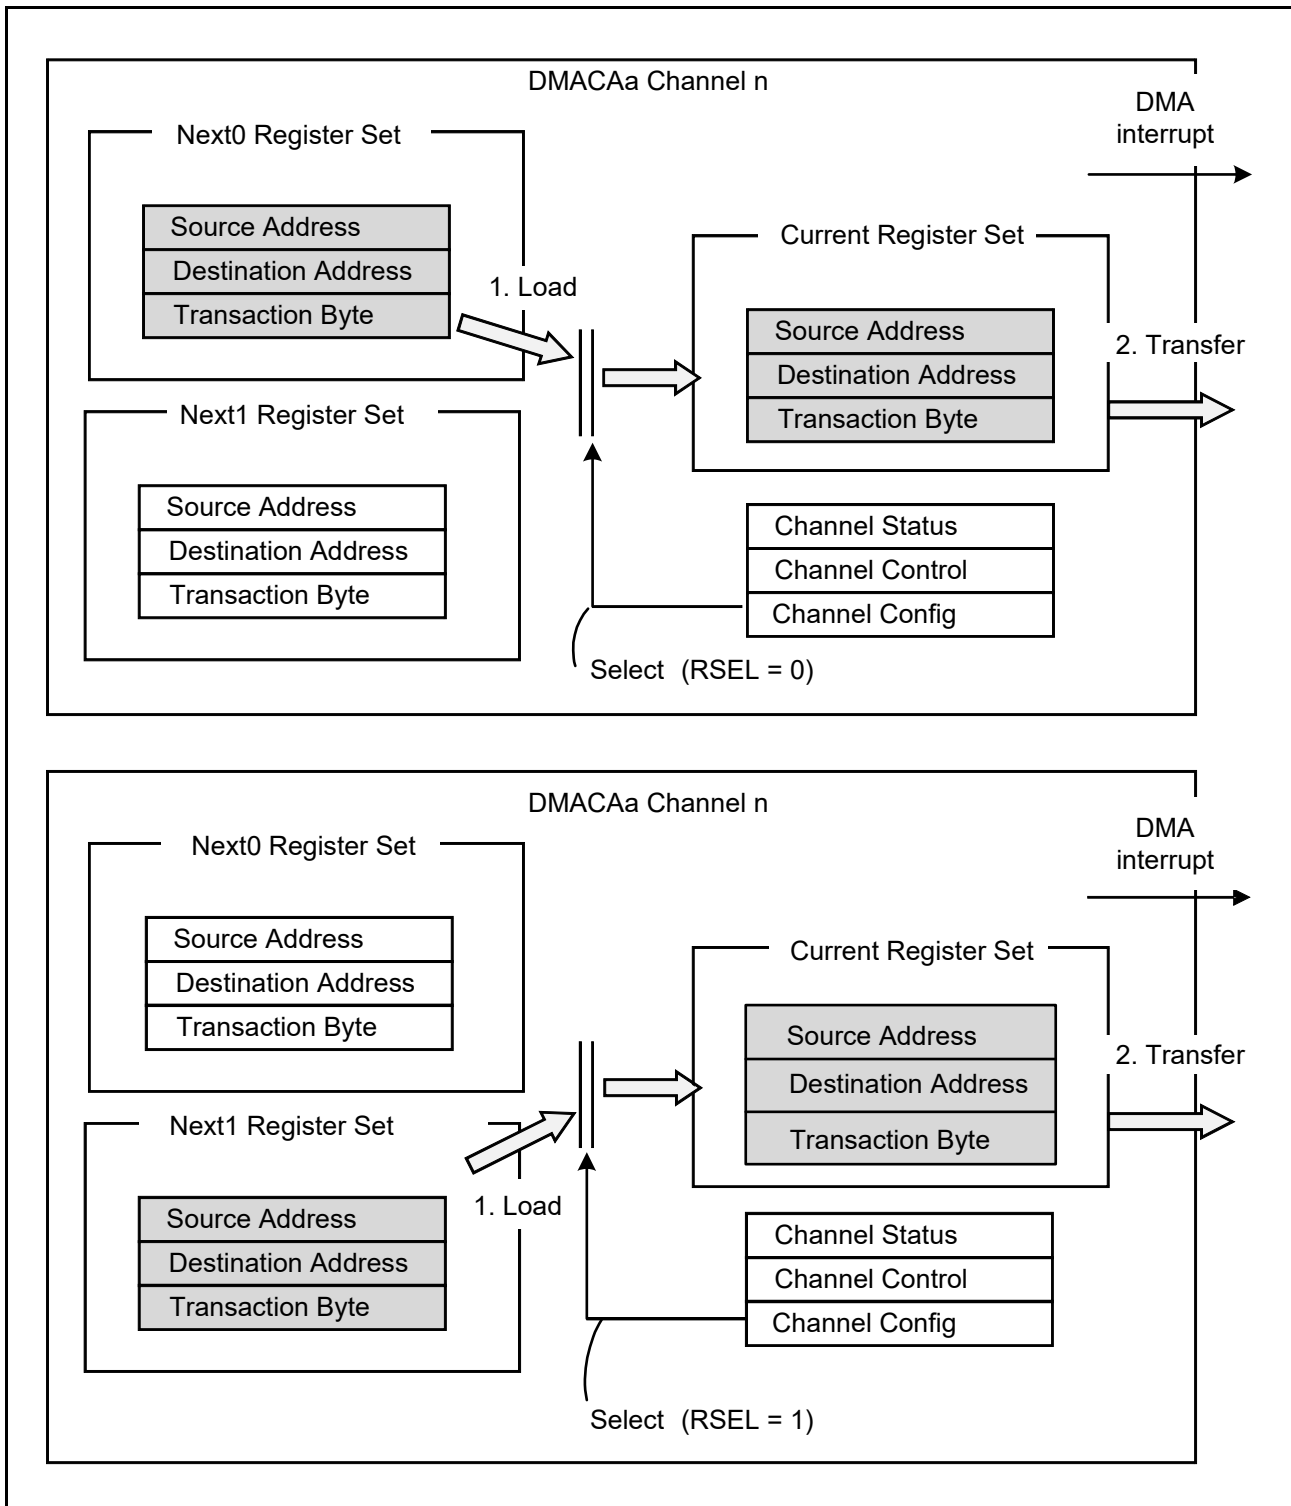 DMACAa Channel n
DMA
interrupt
Next0 Register Set
Source Address
Destination Address
Transaction Byte
1. Load
Current Register Set
Source Address
Destination Address
Transaction Byte
2. Transfer
Next1 Register Set
Source Address
Destination Address
Transaction Byte
Channel Status
Channel Control
Channel Config
Select (RSEL = 0)
DMACAa Channel n
DMA
interrupt
Next0 Register Set
Source Address
Destination Address
Transaction Byte
Current Register Set
Source Address
Destination Address
Transaction Byte
2. Transfer
Next1 Register Set
1. Load
Source Address
Destination Address
Transaction Byte
Channel Status
Channel Control
Channel Config
Select (RSEL = 1)